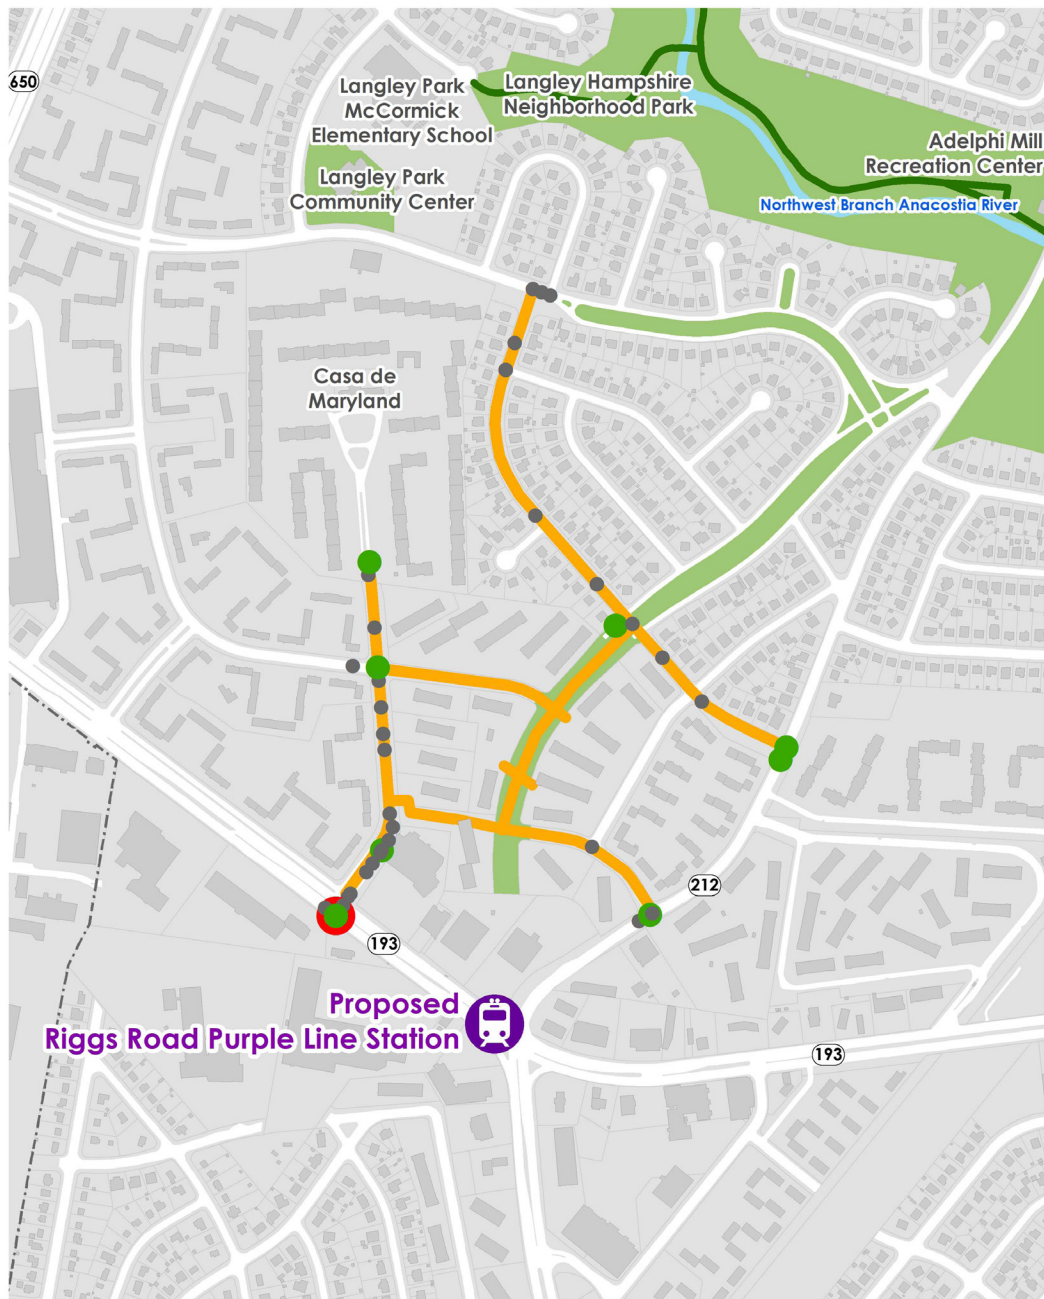 650
Langley Park
McCormick
Elementary School
Langley Hampshire
Neighborhood Park
Adelphi Mill
Recreation Center
Langley Park
Community Center
Northwest Branch Anacostia River
Casa de
Maryland
212
193
Proposed
Riggs Road Purple Line Station
193